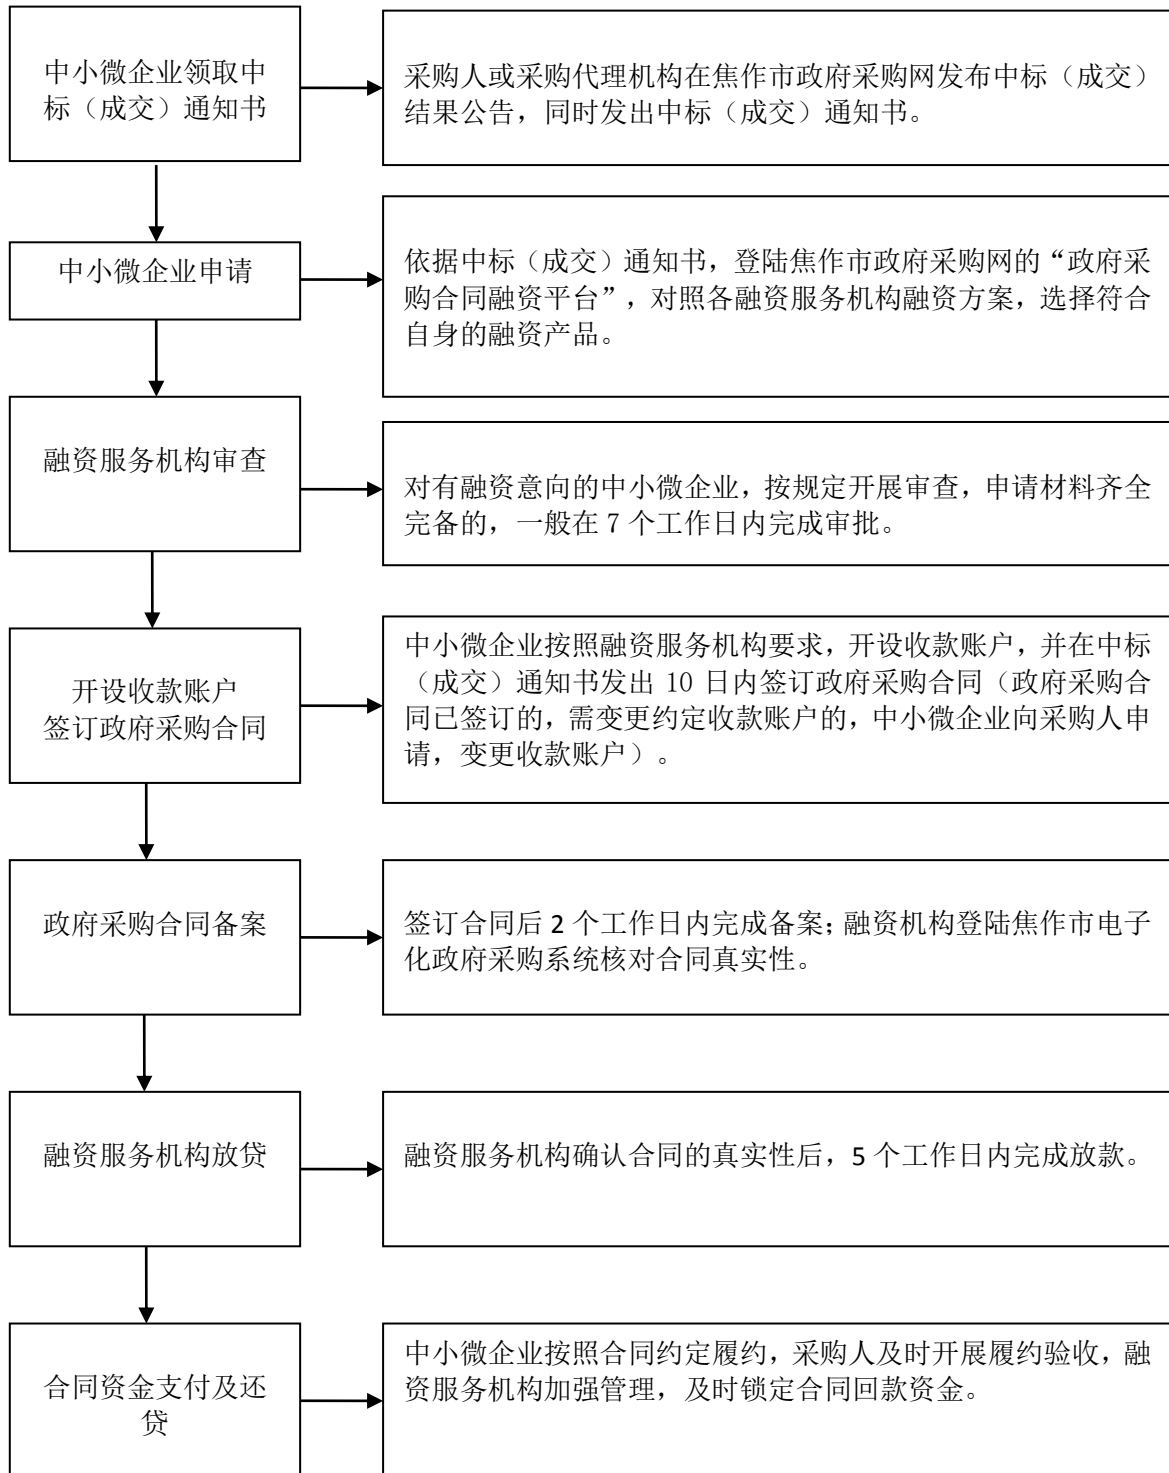 中小微企业领取中
标（成交）通知书
采购人或采购代理机构在焦作市政府采购网发布中标（成交）
结果公告，同时发出中标（成交）通知书。
中小微企业申请
依据中标（成交）通知书，登陆焦作市政府采购网的“政府采
购合同融资平台”，对照各融资服务机构融资方案，选择符合
自身的融资产品。
融资服务机构审查
对有融资意向的中小微企业，按规定开展审查，申请材料齐全
完备的，一般在 7 个工作日内完成审批。
开设收款账户
签订政府采购合同
中小微企业按照融资服务机构要求，开设收款账户，并在中标
（成交）通知书发出 10 日内签订政府采购合同（政府采购合
同已签订的，需变更约定收款账户的，中小微企业向采购人申
请，变更收款账户）。
政府采购合同备案
签订合同后 2 个工作日内完成备案；融资机构登陆焦作市电子
化政府采购系统核对合同真实性。
融资服务机构放贷
融资服务机构确认合同的真实性后，5 个工作日内完成放款。
合同资金支付及还
贷
中小微企业按照合同约定履约，采购人及时开展履约验收，融
资服务机构加强管理，及时锁定合同回款资金。